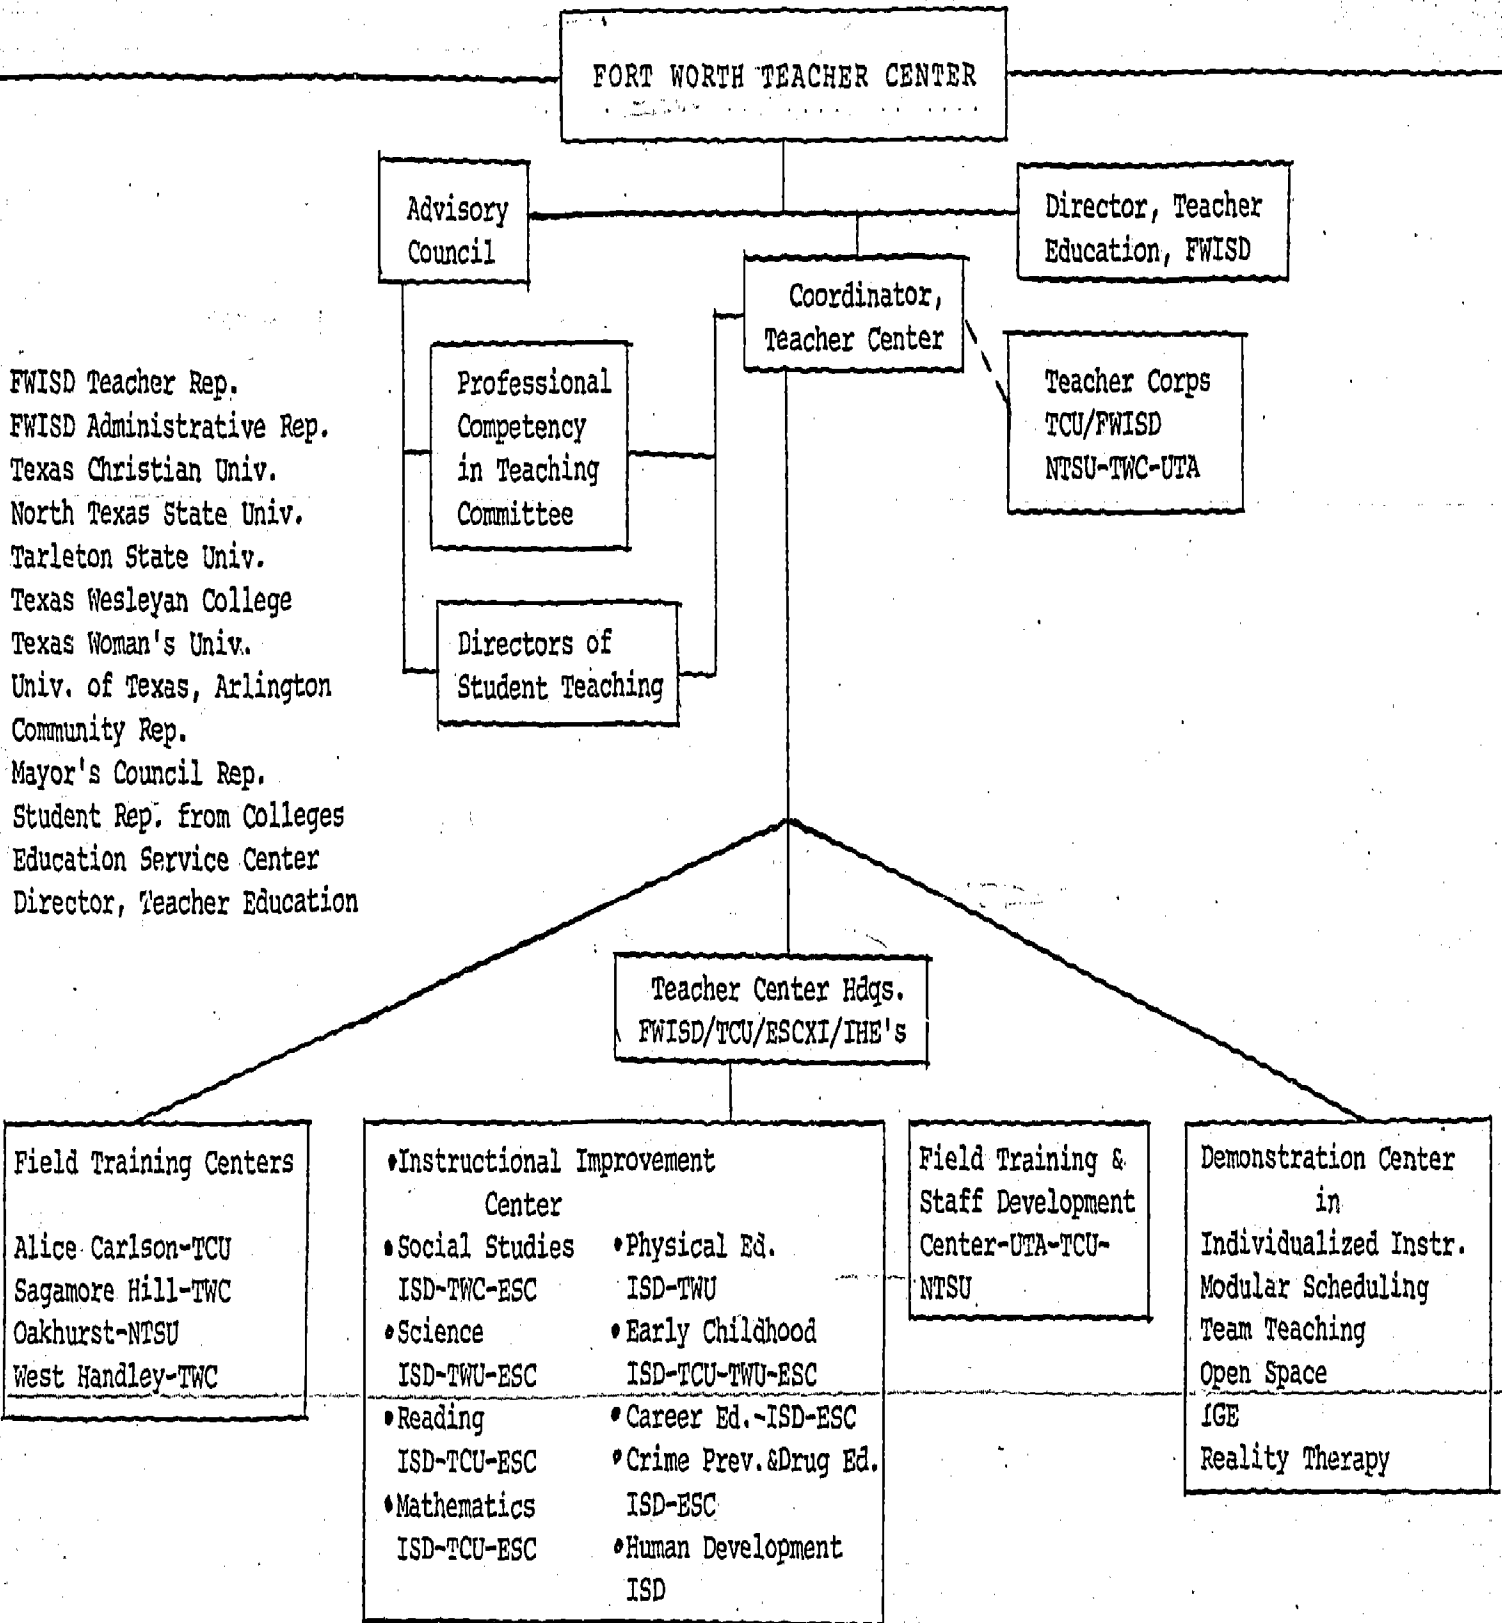 FORT WORTH TEACHER CENTER
Advisory
Council
Director, Teacher
Education, FWISD
Coordinator,
Teacher Center
Professional
Competency
in Teaching
Committee
Teacher Corps
TCU/FWISD
NTSU-TWC-UTA
Directors of
Student Teaching
FWISD Teacher Rep.
FWISD Administrative Rep.
Texas Christian Univ.
North Texas State Univ.
Tarleton State Univ.
Texas Wesleyan College
Texas Woman's Univ.
Univ. of Texas, Arlington
Community Rep.
Mayor's Council Rep.
Student Rep. from Colleges
Education Service Center
Director, Teacher Education
Teacher Center Hdqs.
FWISD/TCU/ESCXI/IHE's
Field Training Centers
Alice Carlson-TCU
Sagamore Hill-TWC
Oakhurst-NTSU
West Handley-TWC
•Instructional Improvement
Center
•Social Studies
ISD-TWC-ESC
•Science
ISD-TWU-ESC
•Reading
ISD-TCU-ESC
•Mathematics
ISD-TCU-ESC
•Physical Ed.
ISD-TWU
•Early Childhood
ISD-TCU-TWU-ESC
•Career Ed.-ISD-ESC
•Crime Prev.&Drug Ed.
ISD-ESC
•Human Development
ISD
Field Training &
Staff Development
Center-UTA-TCU-
NTSU
Demonstration Center
in
Individualized Instr.
Modular Scheduling
Team Teaching
Open Space
IGE
Reality Therapy